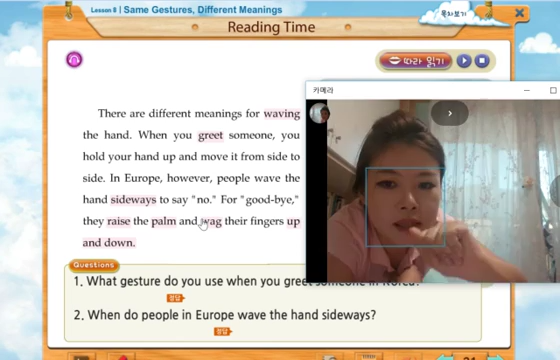 Lesson 8 | Same Gestures, Different Meanings
Reading Time
따라 읽기
카메라
There are different meanings for waving
the hand. When you greet someone, you
hold your hand up and move it from side to
side. In Europe, however, people wave the
hand sideways to say "no." For "good-bye,"
they raise the palm and wag their fingers up
and down.
Questions
1. What gesture do you use when you greet someone in Korea?
정답
2. When do people in Europe wave the hand sideways?
정답